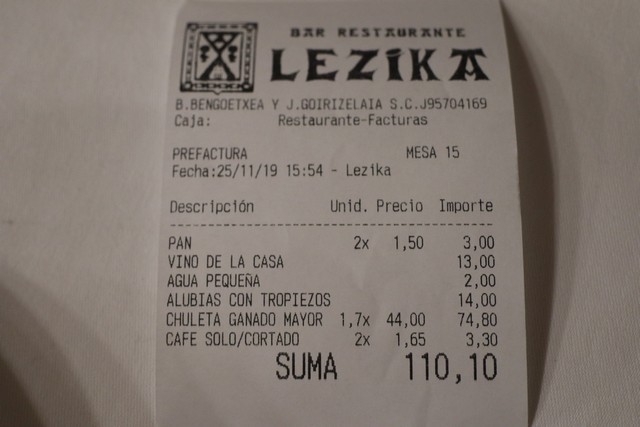 BAR RESTAURANTE
LEZIKA
B.BENGOETXEA Y J.GOIRIZELAIA S.C.J95704169
Caja: Restaurante-Facturas
PREFACTURA MESA 15
Fecha:25/11/19 15:54 - Lezika
Descripción Unid. Precio Importe
PAN 2x 1,50 3,00
VINO DE LA CASA 13,00
AGUA PEQUEÑA 2,00
ALUBIAS CON TROPIEZOS 14,00
CHULETA GANADO MAYOR 1,7x 44,00 74,80
CAFE SOLO/CORTADO 2x 1,65 3,30
SUMA 110,10